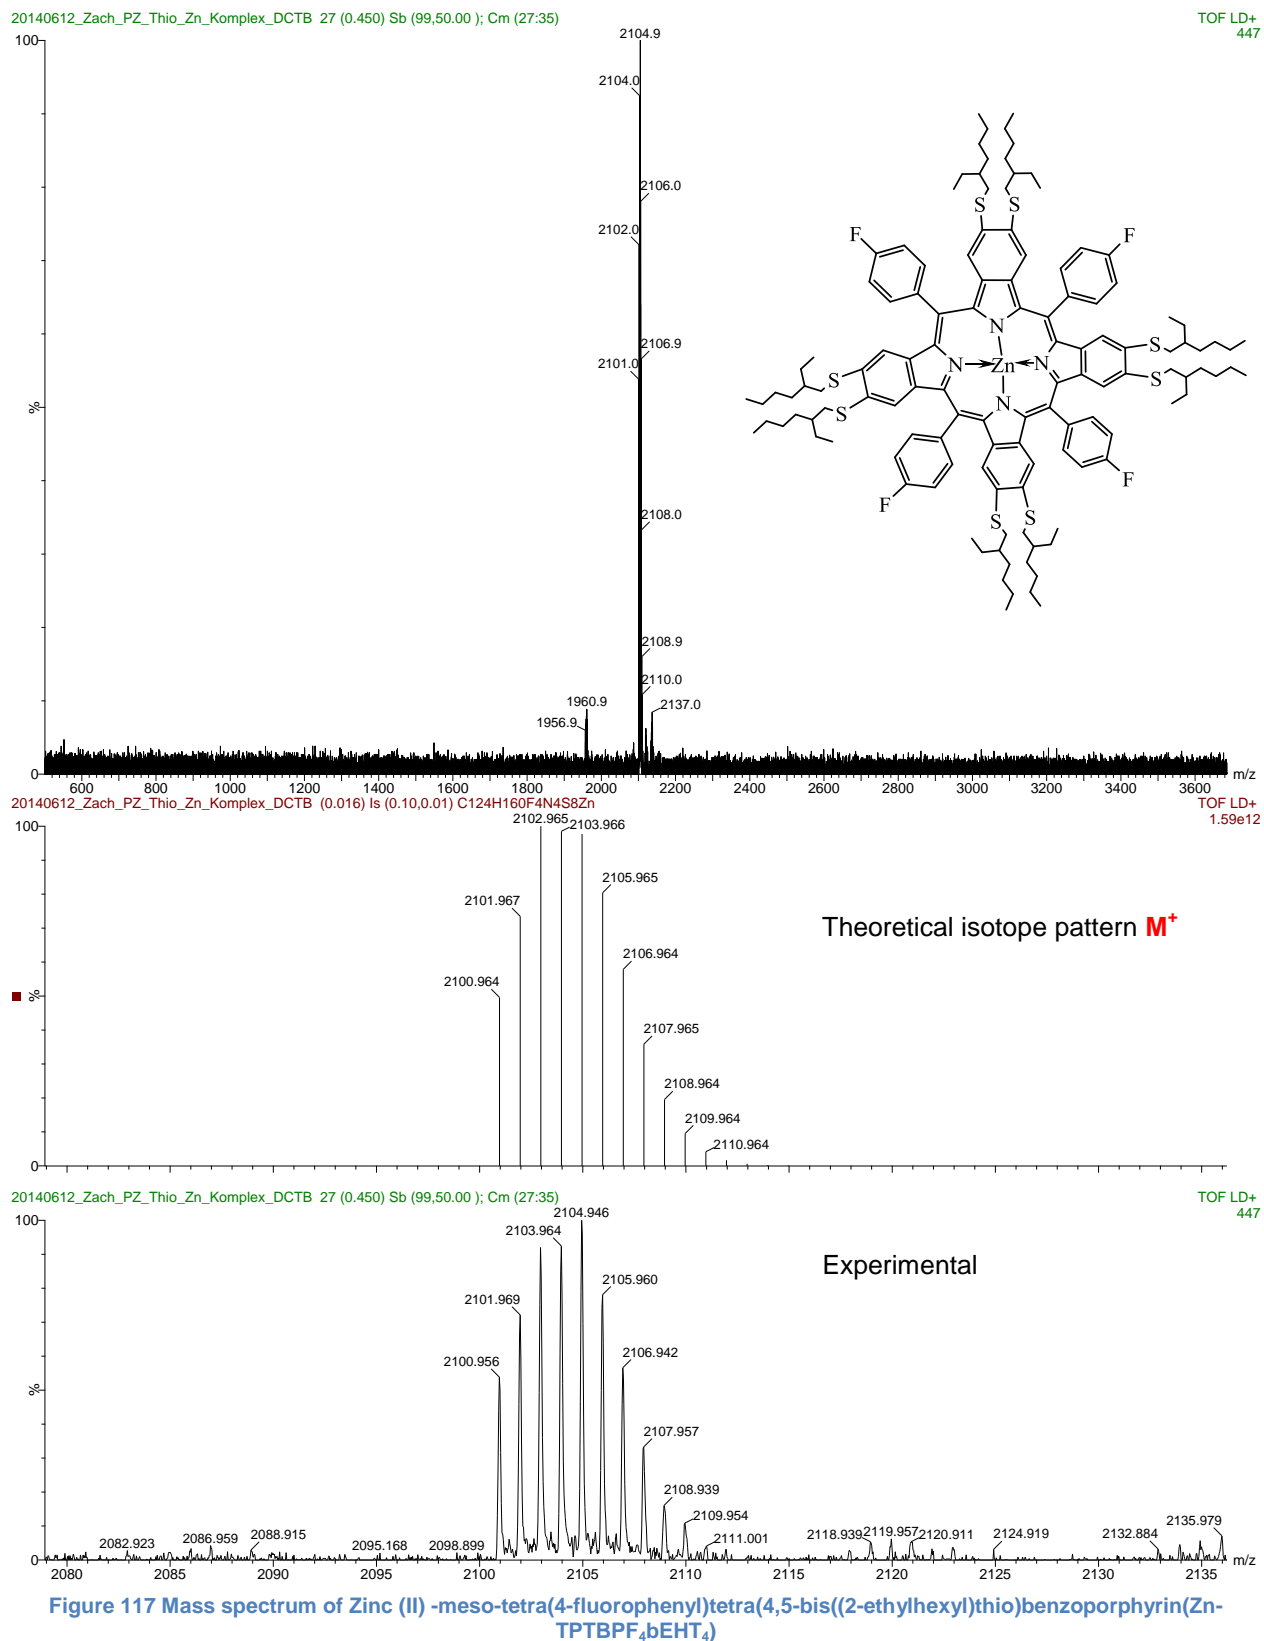 20140612_Zach_PZ_Thio_Zn_Komplex_DCTB 27 (0.450) Sb (99,50.00 ); Cm (27:35)
TOF LD+
447
100
%
0
2104.9
2104.0
2106.0
2102.0
2106.9
2101.0
2108.0
2108.9
2110.0
2137.0
1960.9
1956.9
F
S
S
F
N
S
S
N
Zn
N
S
S
N
F
F
S
S
600 800 1000 1200 1400 1600 1800 2000 2200 2400 2600 2800 3000 3200 3400 3600 m/z
20140612_Zach_PZ_Thio_Zn_Komplex_DCTB (0.016) Is (0.10,0.01) C124H160F4N4S8Zn
TOF LD+
1.59e12
100
%
0
2102.965
2103.966
2105.965
2101.967
Theoretical isotope pattern M+
2106.964
2100.964
2107.965
2108.964
2109.964
2110.964
20140612_Zach_PZ_Thio_Zn_Komplex_DCTB 27 (0.450) Sb (99,50.00 ); Cm (27:35)
TOF LD+
447
100
%
0
2104.946
2103.964
Experimental
2105.960
2101.969
2106.942
2100.956
2107.957
2108.939
2109.954
2111.001
2082.923
2086.959
2088.915
2095.168
2098.899
2118.939
2119.957
2120.911
2124.919
2132.884
2135.979
2080 2085 2090 2095 2100 2105 2110 2115 2120 2125 2130 2135 m/z
Figure 117 Mass spectrum of Zinc (II) -meso-tetra(4-fluorophenyl)tetra(4,5-bis((2-ethylhexyl)thio)benzoporphyrin(Zn-
TPTBPF4bEHT4)